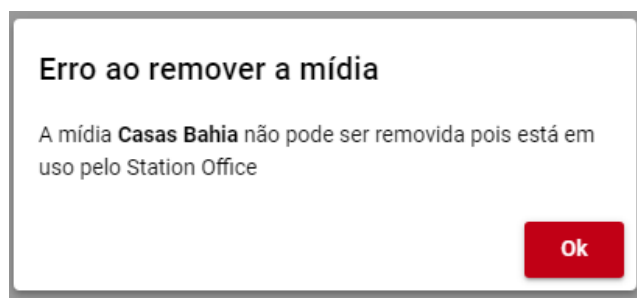 Erro ao remover a mídia
A mídia Casas Bahia não pode ser removida pois está em
uso pelo Station Office
Ok